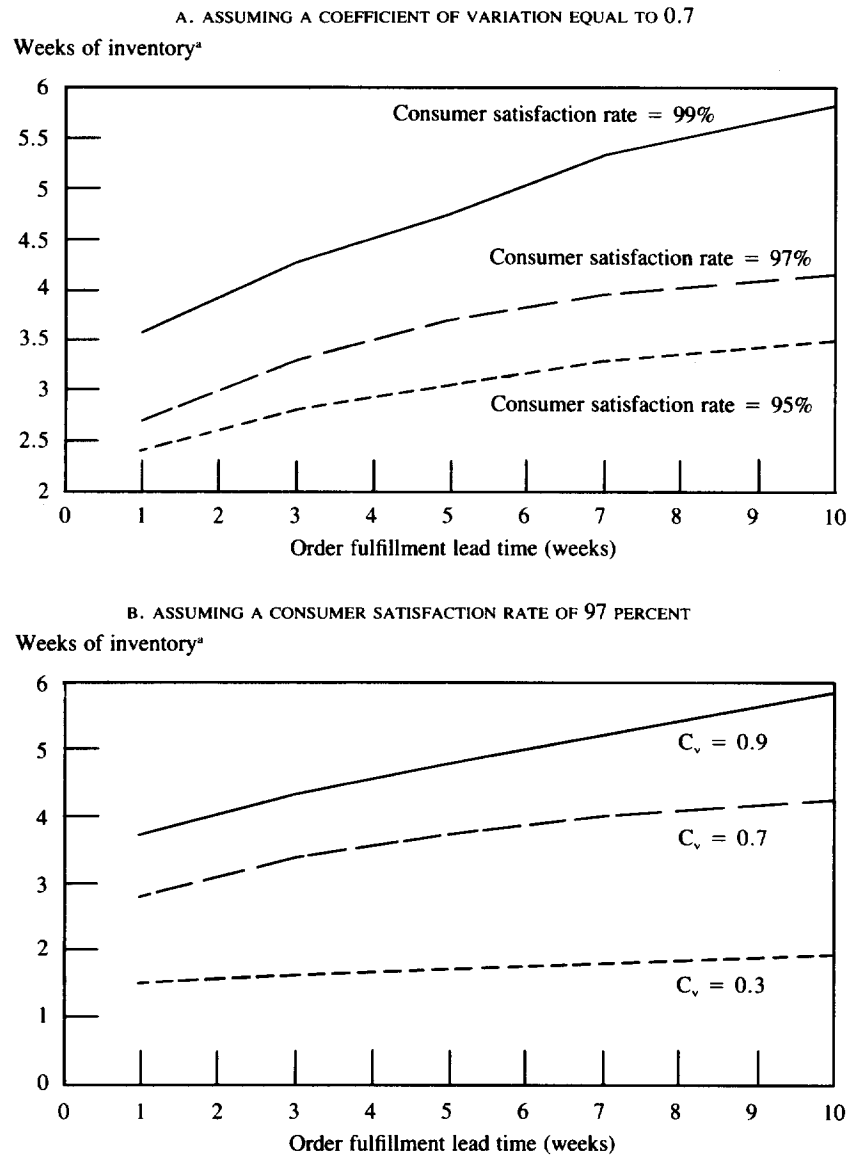 A. ASSUMING A COEFFICIENT OF VARIATION EQUAL TO 0.7
Weeks of inventoryᵃ
6
Consumer satisfaction rate = 99%
5.5
5
4.5
Consumer satisfaction rate = 97%
4
3.5
3
Consumer satisfaction rate = 95%
2.5
2
0 1 2 3 4 5 6 7 8 9 10
Order fulfillment lead time (weeks)
B. ASSUMING A CONSUMER SATISFACTION RATE OF 97 PERCENT
Weeks of inventoryᵃ
6
5
Cᵥ = 0.9
4
Cᵥ = 0.7
3
2
Cᵥ = 0.3
1
0
0 1 2 3 4 5 6 7 8 9 10
Order fulfillment lead time (weeks)